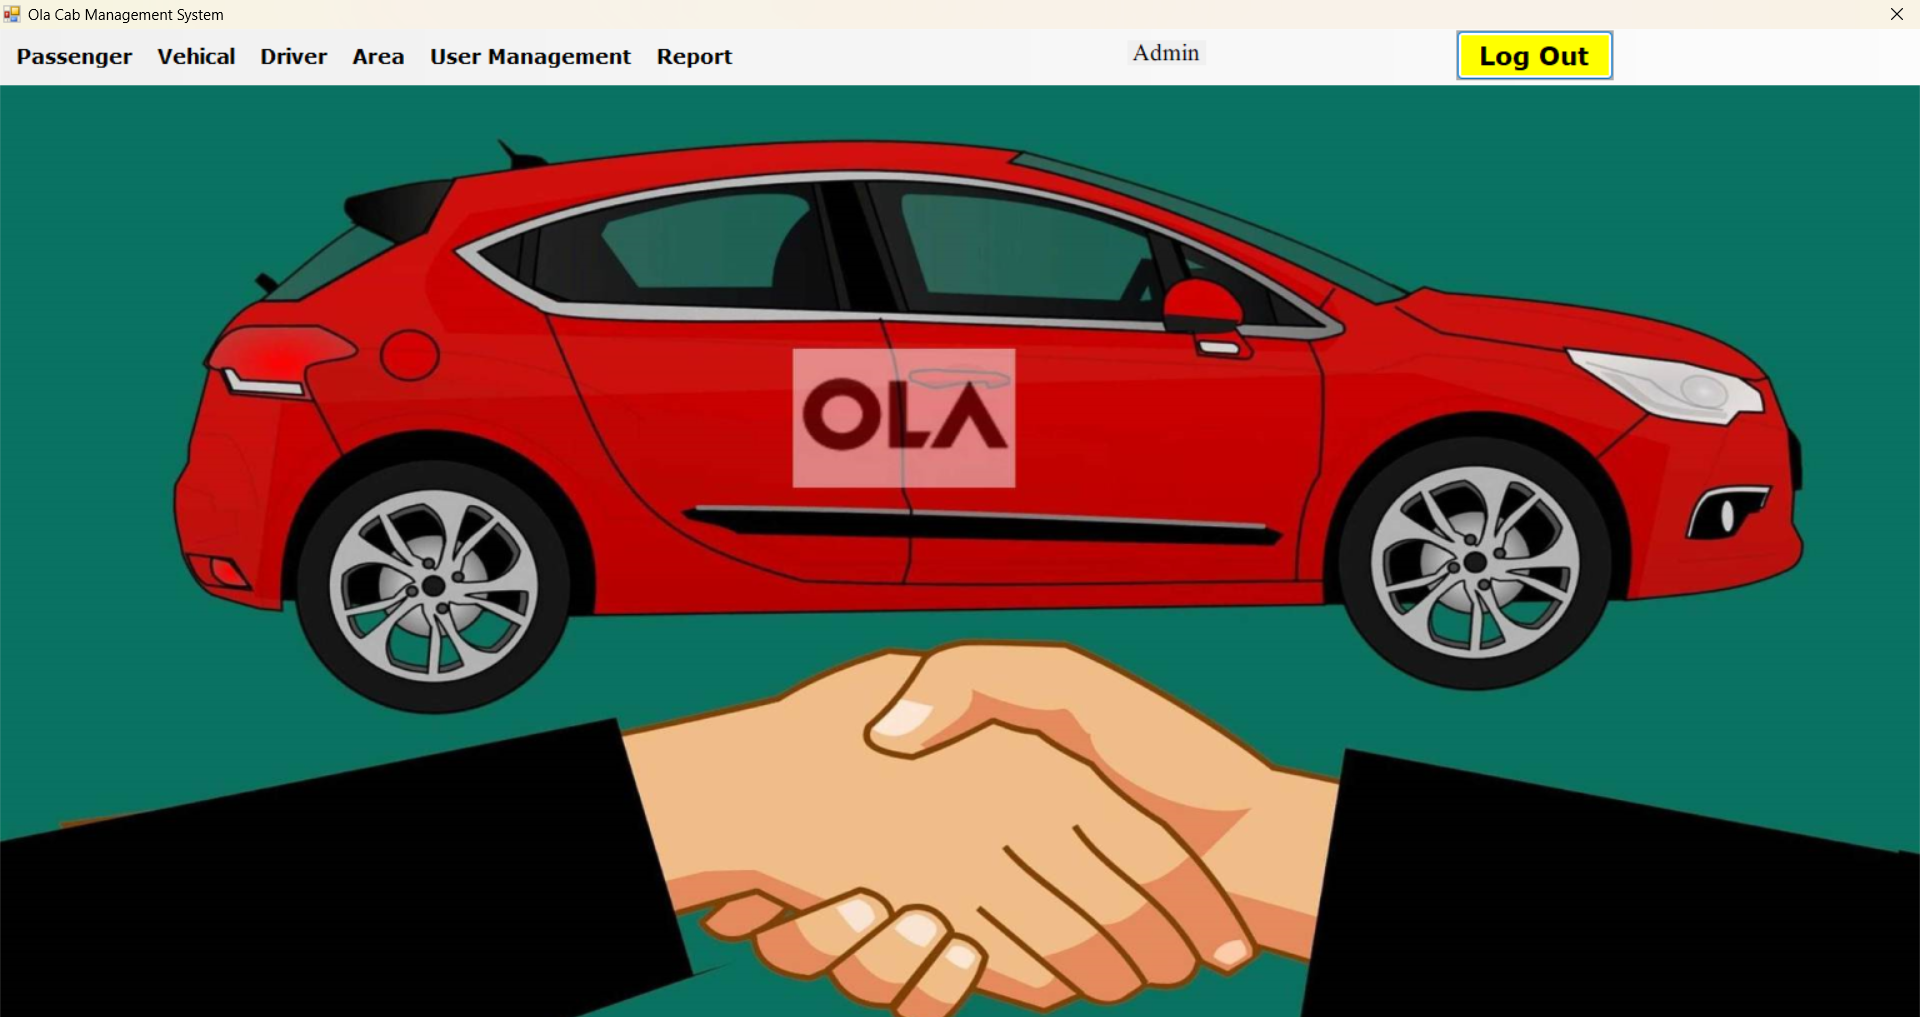 Ola Cab Management System
Passenger Vehical Driver Area User Management Report Admin Log Out
OLA